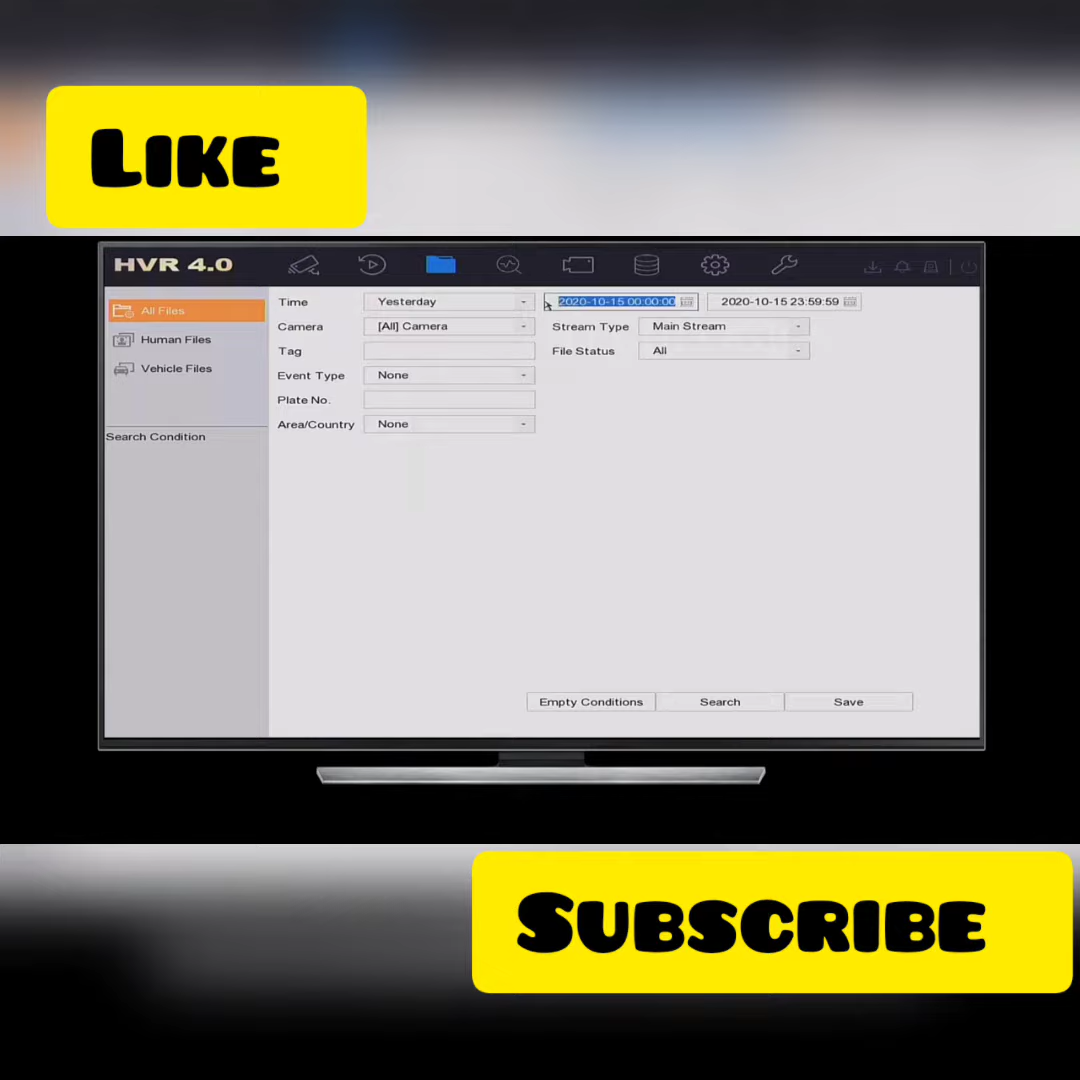 LIKE
HVR 4.0
All Files
Human Files
Vehicle Files
Search Condition
Time Yesterday 2020-10-15 00:00:00 2020-10-15 23:59:59
Camera [All] Camera Stream Type Main Stream
Tag File Status All
Event Type None
Plate No.
Area/Country None
Empty Conditions Search Save
SUBSCRIBE